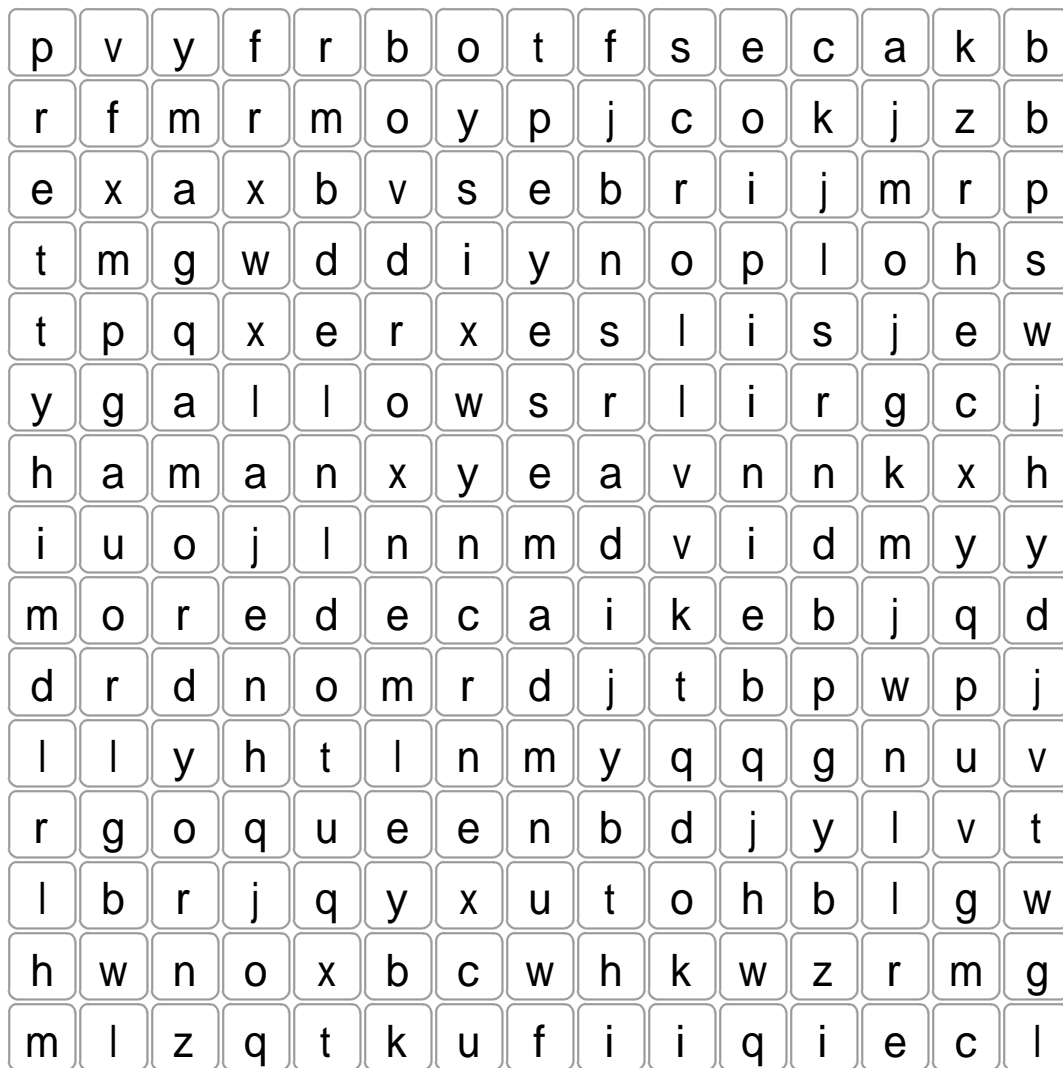 p v y f r b o t f s e c a k b
r f m r m o y p j c o k j z b
e x a x b v s e b r i j m r p
t m g w d d i y n o p l o h s
t p q x e r x e s l i s j e w
y g a l l o w s r l i r g c j
h a m a n x y e a v n n k x h
i u o j l n n m d v i d m y y
m o r e d e c a i k e b j q d
d r d n o m r d j t b p w p j
l l y h t l n m y q q g n u v
r g o q u e e n b d j y l v t
l b r j q y x u t o h b l g w
h w n o x b c w h k w z r m g
m l z q t k u f i i q i e c l